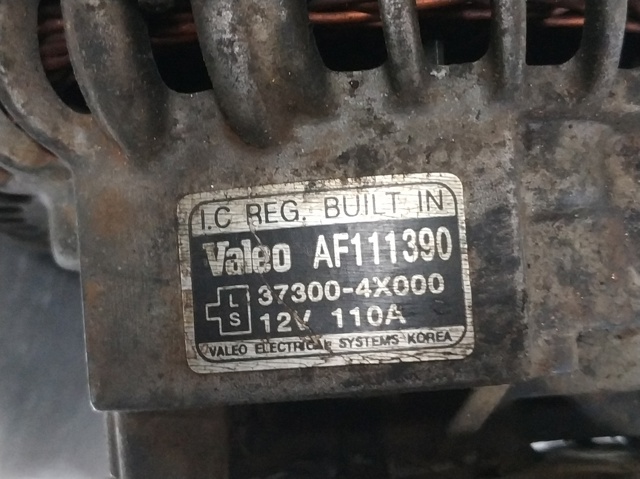 I.C REG. BUILT IN
Valeo AF111390
L 37300-4X000
S 12V 110A
VALEO ELECTRICAL SYSTEMS KOREA